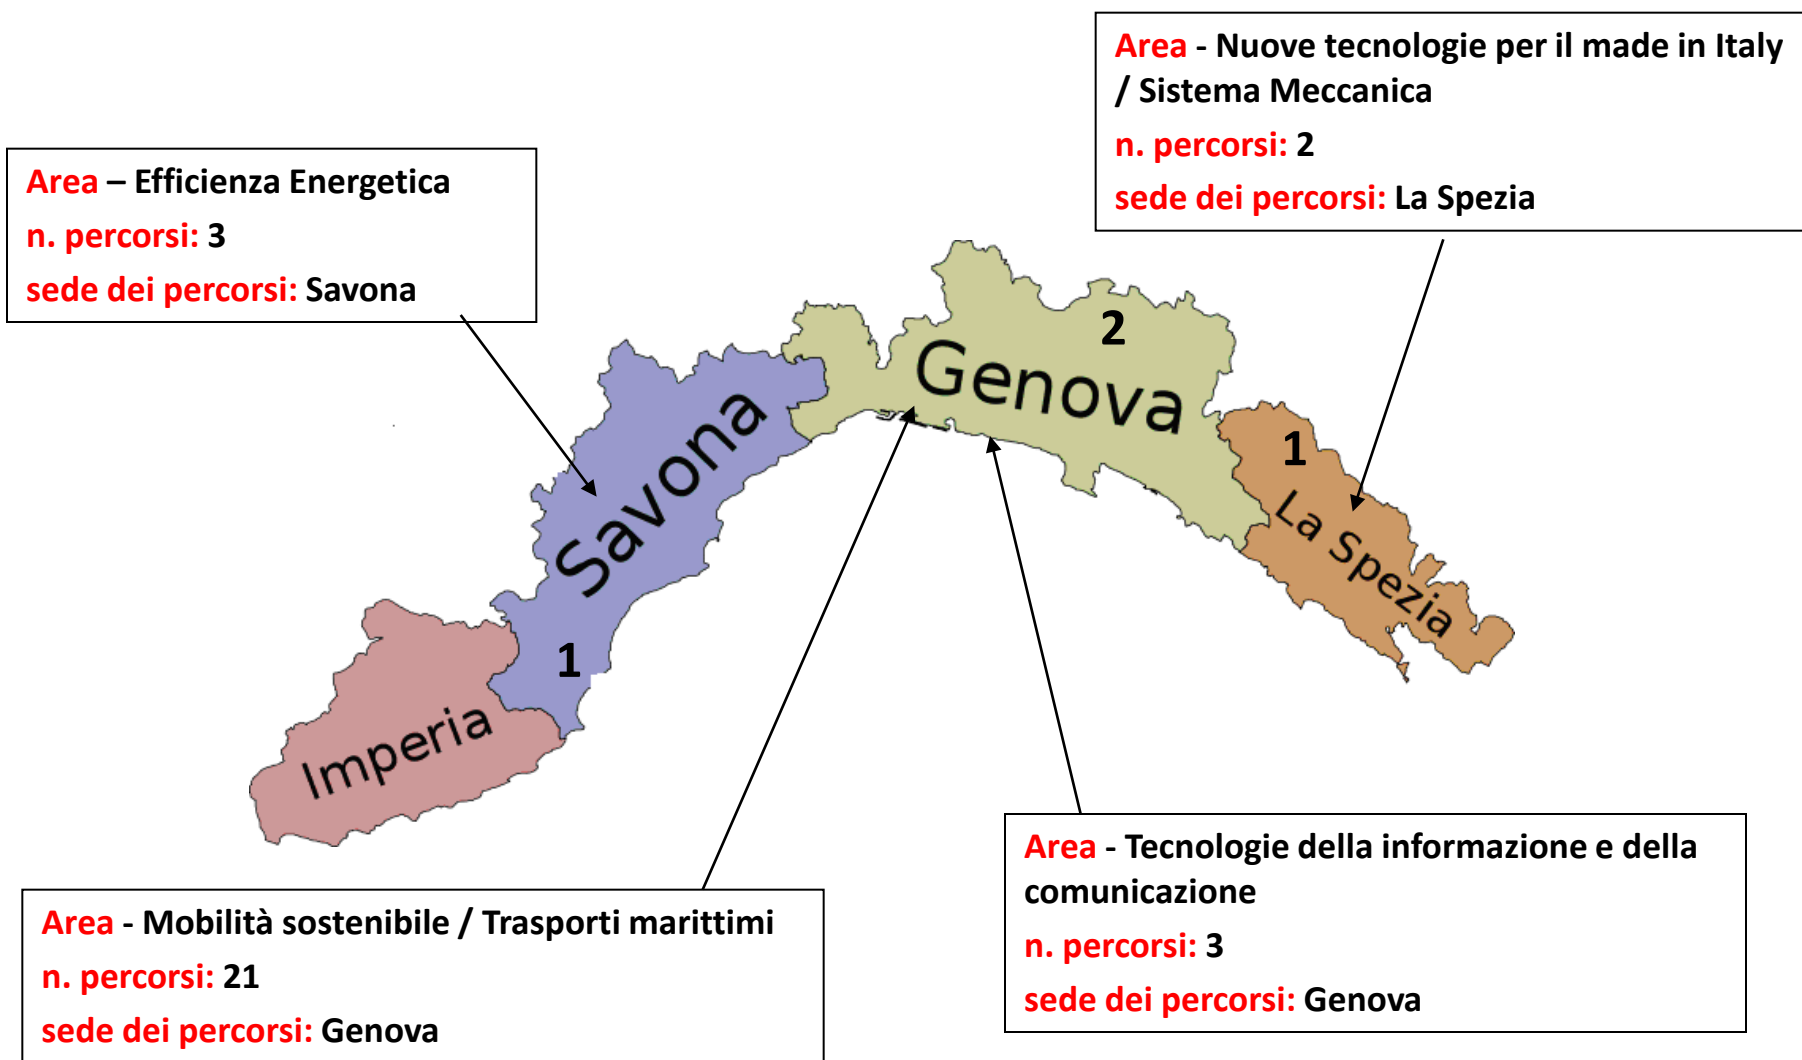 Area - Nuove tecnologie per il made in Italy
/ Sistema Meccanica
n. percorsi: 2
sede dei percorsi: La Spezia
Area – Efficienza Energetica
n. percorsi: 3
sede dei percorsi: Savona
2
Genova
Savona
1
La Spezia
1
Imperia
Area - Tecnologie della informazione e della
comunicazione
n. percorsi: 3
sede dei percorsi: Genova
Area - Mobilità sostenibile / Trasporti marittimi
n. percorsi: 21
sede dei percorsi: Genova